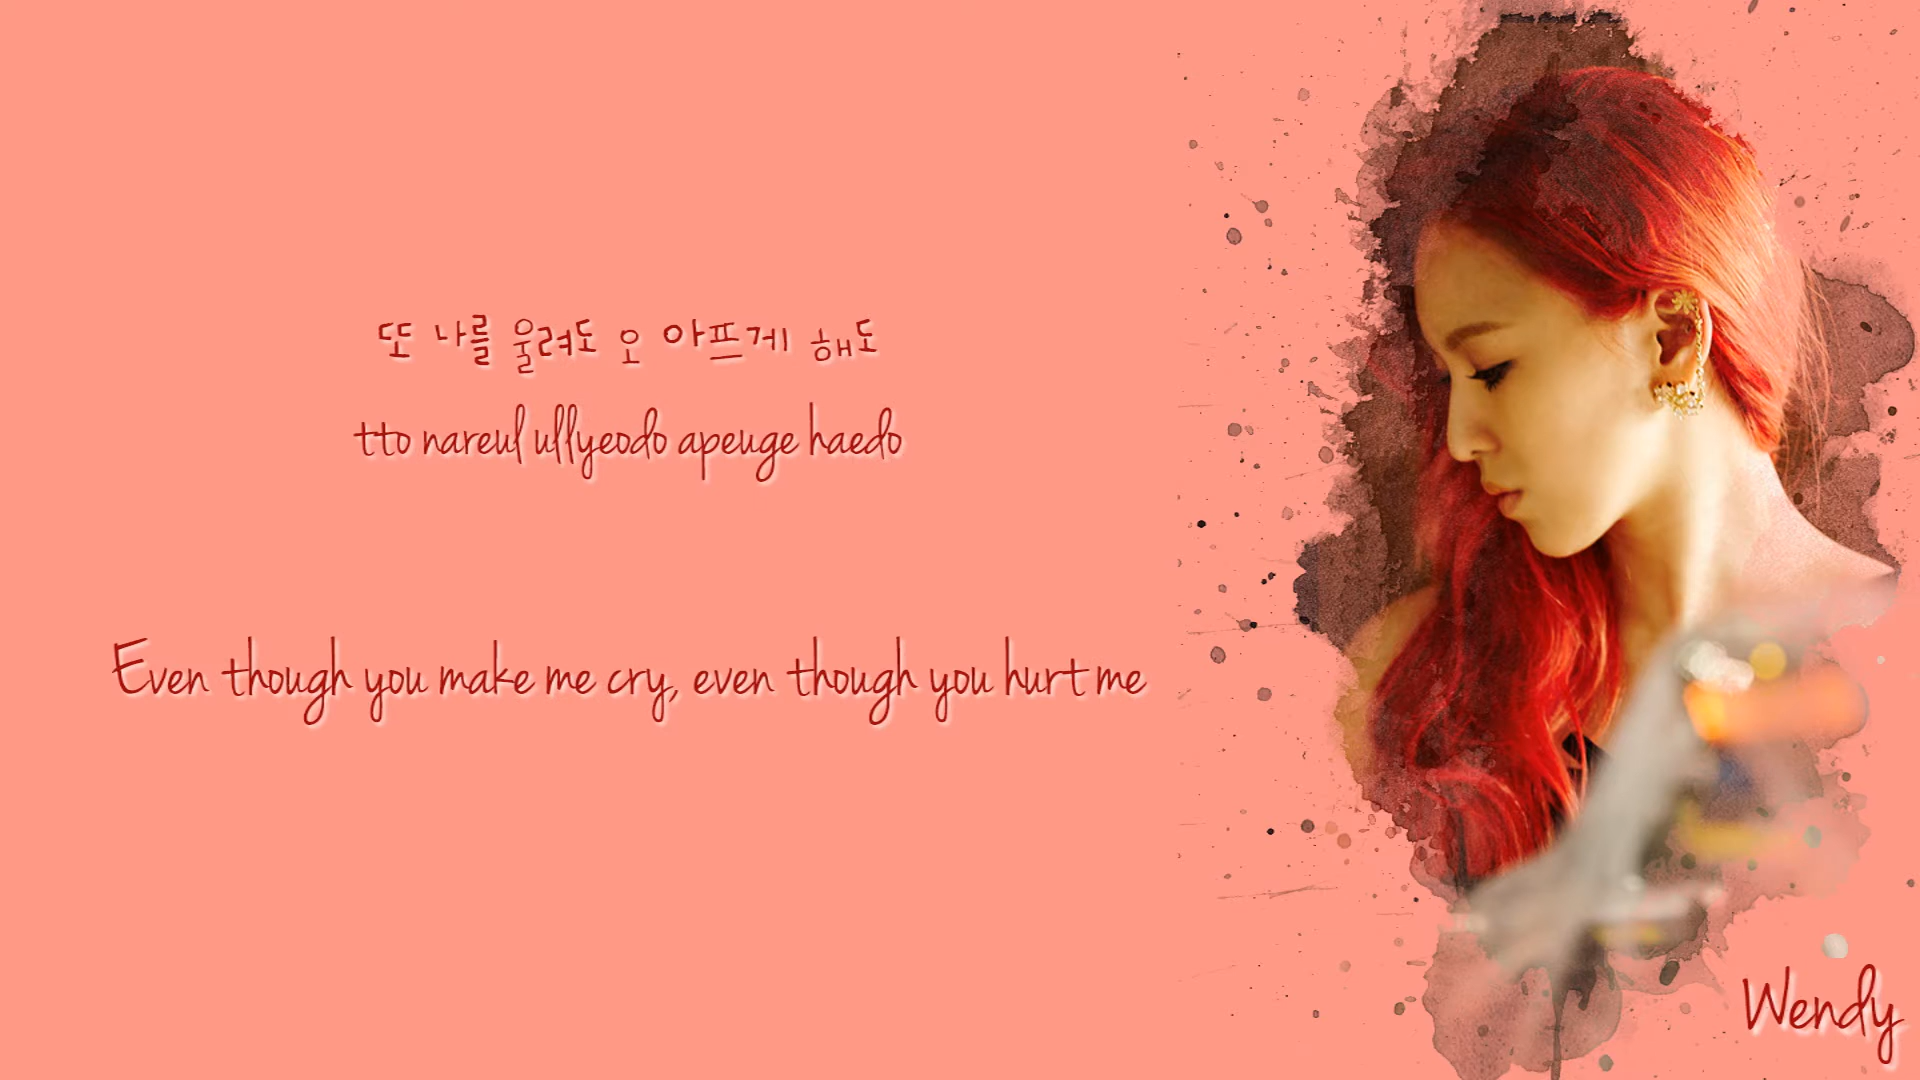 또 나를 울려도 오 아프게 해도
tto nareul ullyeodo apeuge haedo
Even though you make me cry, even though you hurt me
Wendy